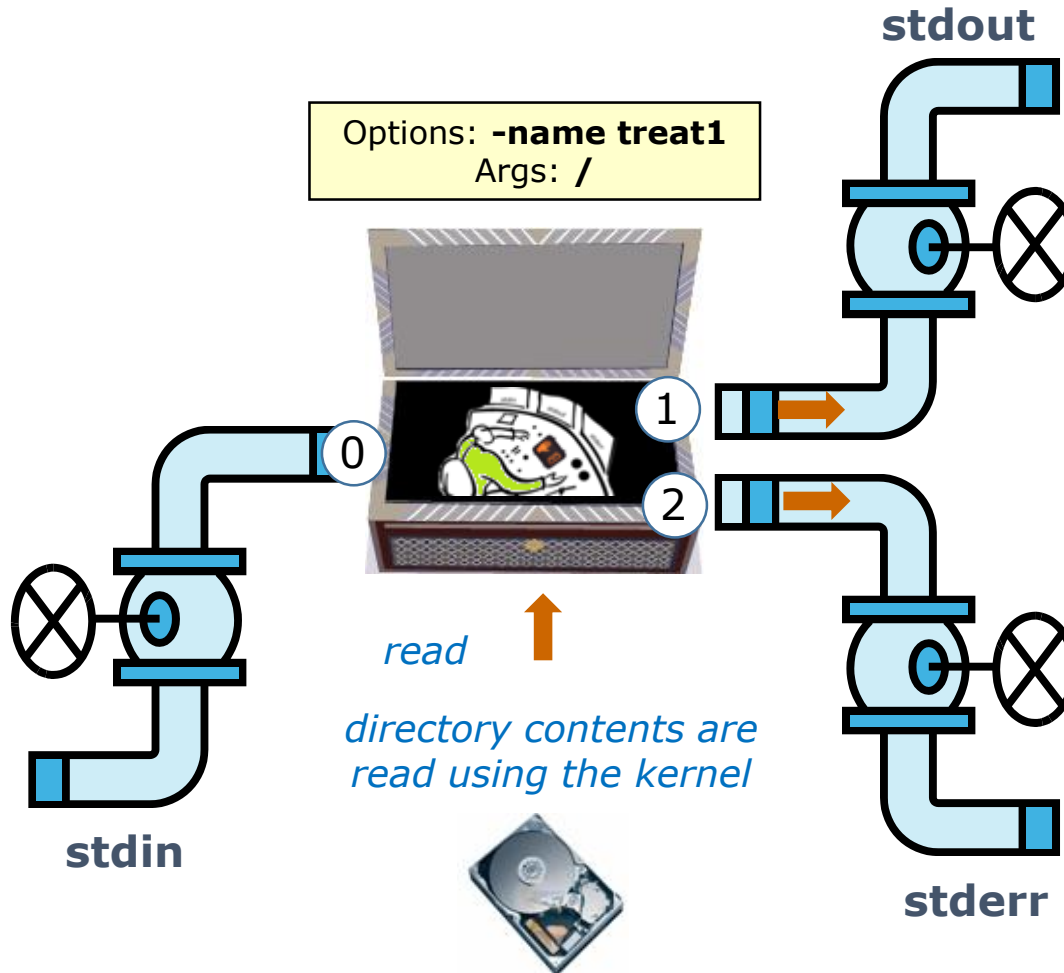 stdout
Options: -name treat1
Args: /
1
0
2
read
directory contents are
read using the kernel
stdin
stderr